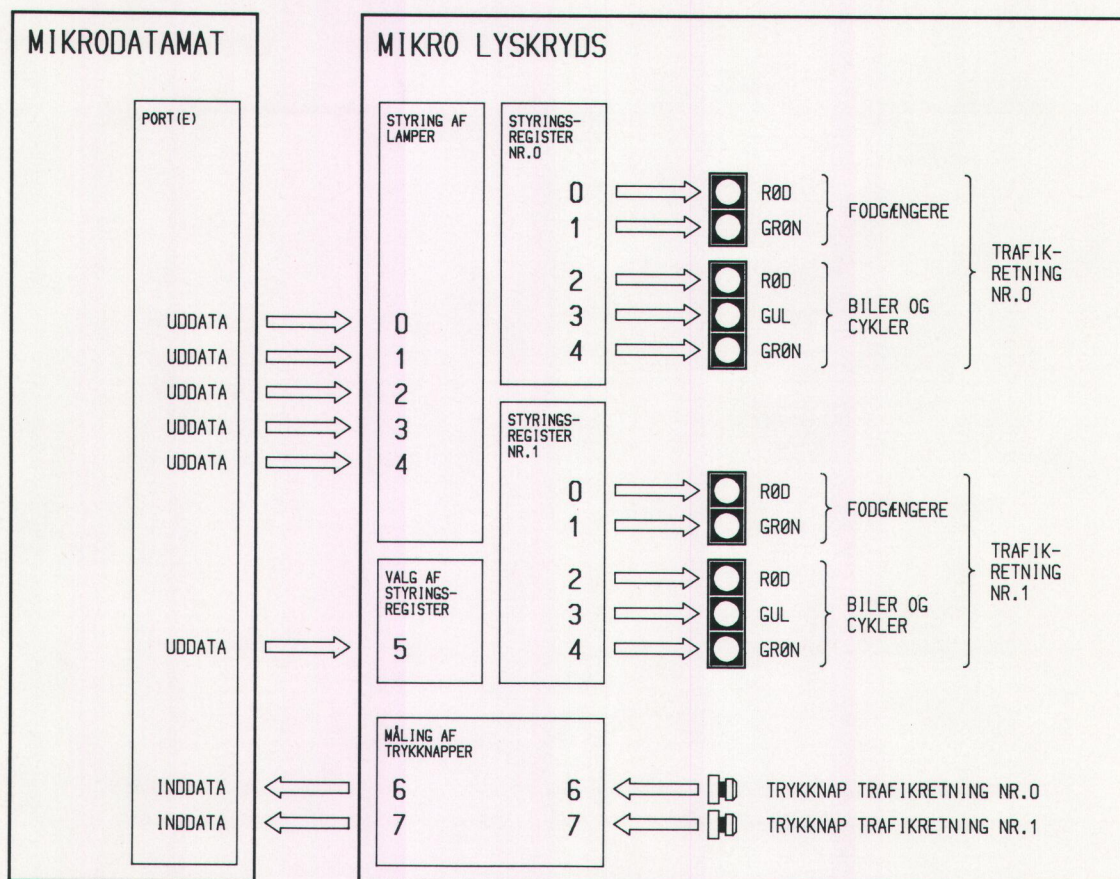 MIKRODATAMAT
PORT(E)
UDDATA
UDDATA
UDDATA
UDDATA
UDDATA
UDDATA
INDDATA
INDDATA
MIKRO LYSKRYDS
STYRING AF
LAMPER
0
1
2
3
4
VALG AF
STYRINGS-
REGISTER
5
MÅLING AF
TRYKKNAPPER
6
7
6
7
STYRINGS-
REGISTER
NR.0
0
1
2
3
4
RØD
GRØN
FODGÆNGERE
RØD
GUL
GRØN
BILER OG
CYKLER
TRAFIK-
RETNING
NR.0
STYRINGS-
REGISTER
NR.1
0
1
2
3
4
RØD
GRØN
FODGÆNGERE
RØD
GUL
GRØN
BILER OG
CYKLER
TRAFIK-
RETNING
NR.1
TRYKKNAP TRAFIKRETNING NR.0
TRYKKNAP TRAFIKRETNING NR.1